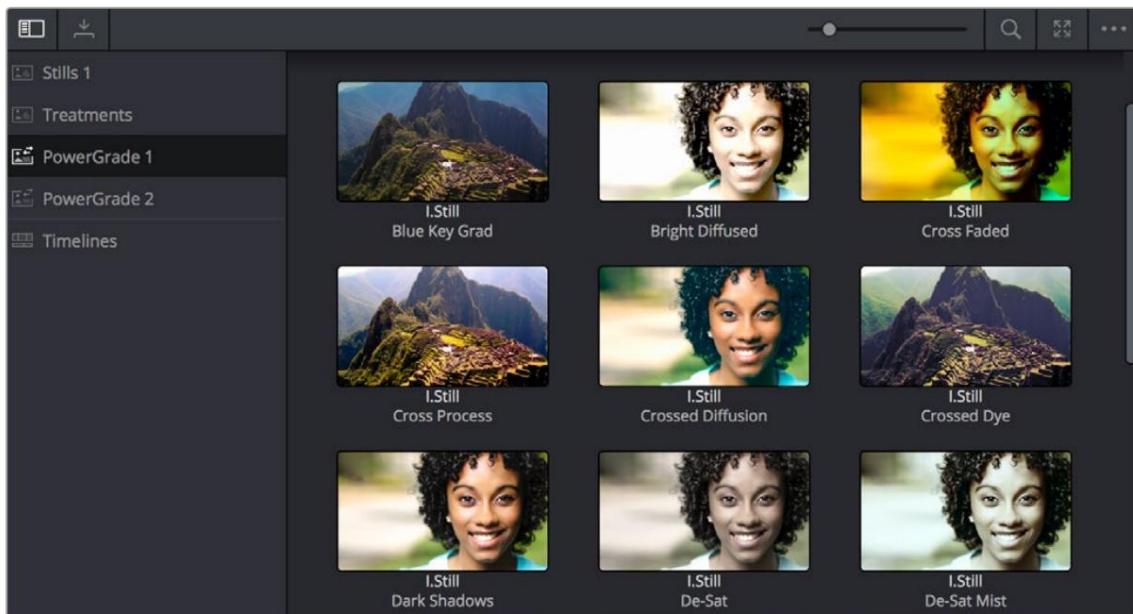 Stills 1
Treatments
PowerGrade 1
PowerGrade 2
Timelines
I.Still
Blue Key Grad
I.Still
Bright Diffused
I.Still
Cross Faded
I.Still
Cross Process
I.Still
Crossed Diffusion
I.Still
Crossed Dye
I.Still
Dark Shadows
I.Still
De-Sat
I.Still
De-Sat Mist